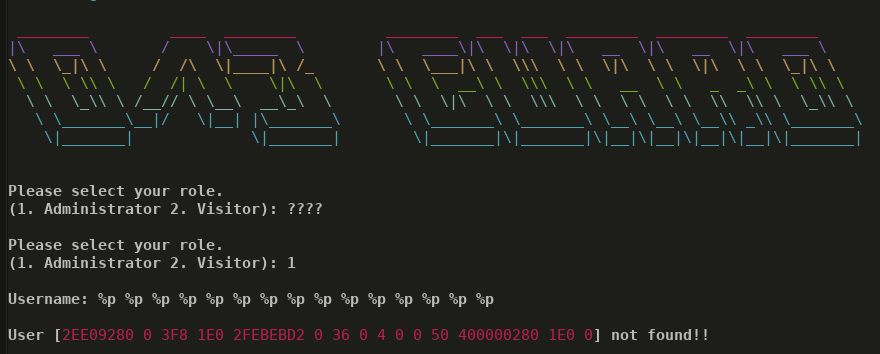 Please select your role.
(1. Administrator 2. Visitor): ????
Please select your role.
(1. Administrator 2. Visitor): 1
Username: %p %p %p %p %p %p %p %p %p %p %p %p %p %p %p
User [2EE09280 0 3F8 1E0 2FEBEBD2 0 36 0 4 0 0 50 400000280 1E0 0] not found!!